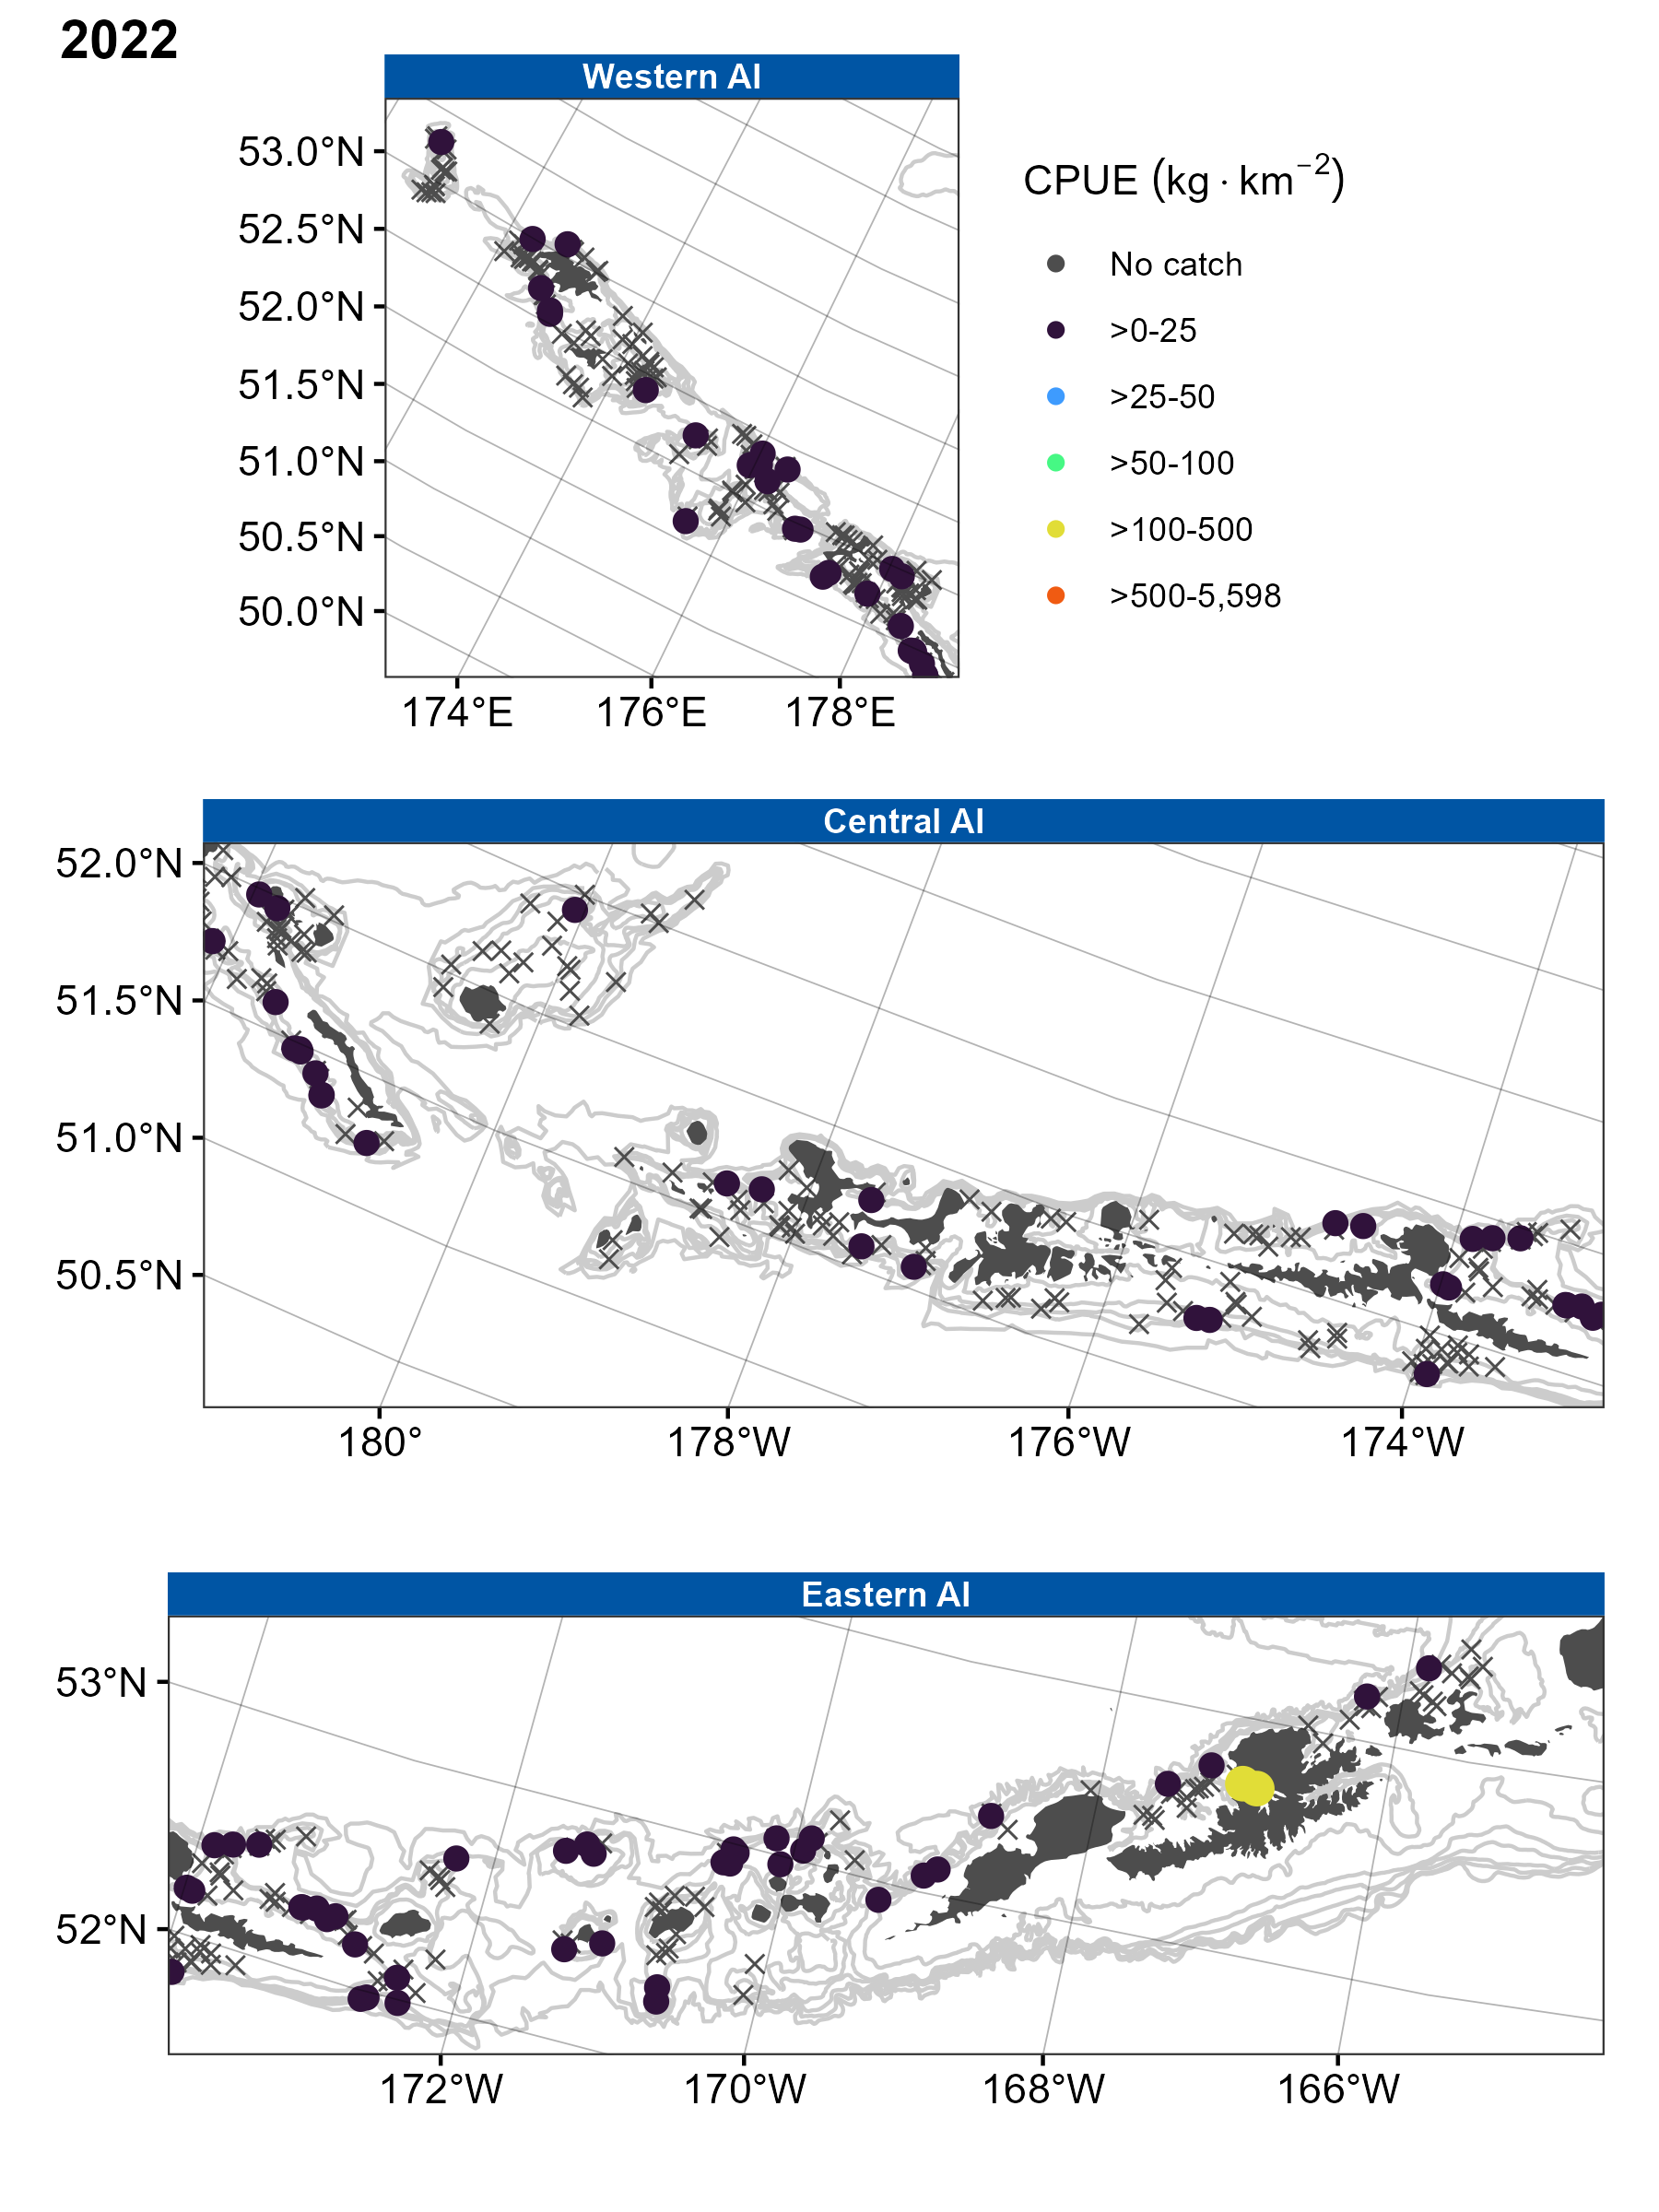 2022
Western AI
53.0°N
52.5°N
52.0°N
51.5°N
51.0°N
50.5°N
50.0°N
174°E 176°E 178°E
CPUE (kg · km⁻²)
No catch
>0-25
>25-50
>50-100
>100-500
>500-5,598
Central AI
52.0°N
51.5°N
51.0°N
50.5°N
180° 178°W 176°W 174°W
Eastern AI
53°N
52°N
172°W 170°W 168°W 166°W